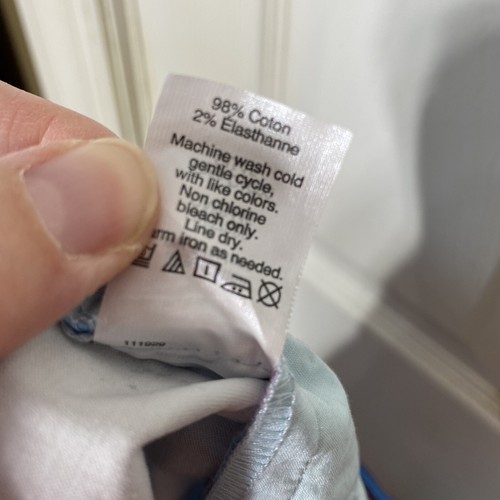 98% Coton
2% Elasthanne
Machine wash cold
gentle cycle,
with like colors.
Non chlorine
bleach only.
Line dry.
arm iron as needed.